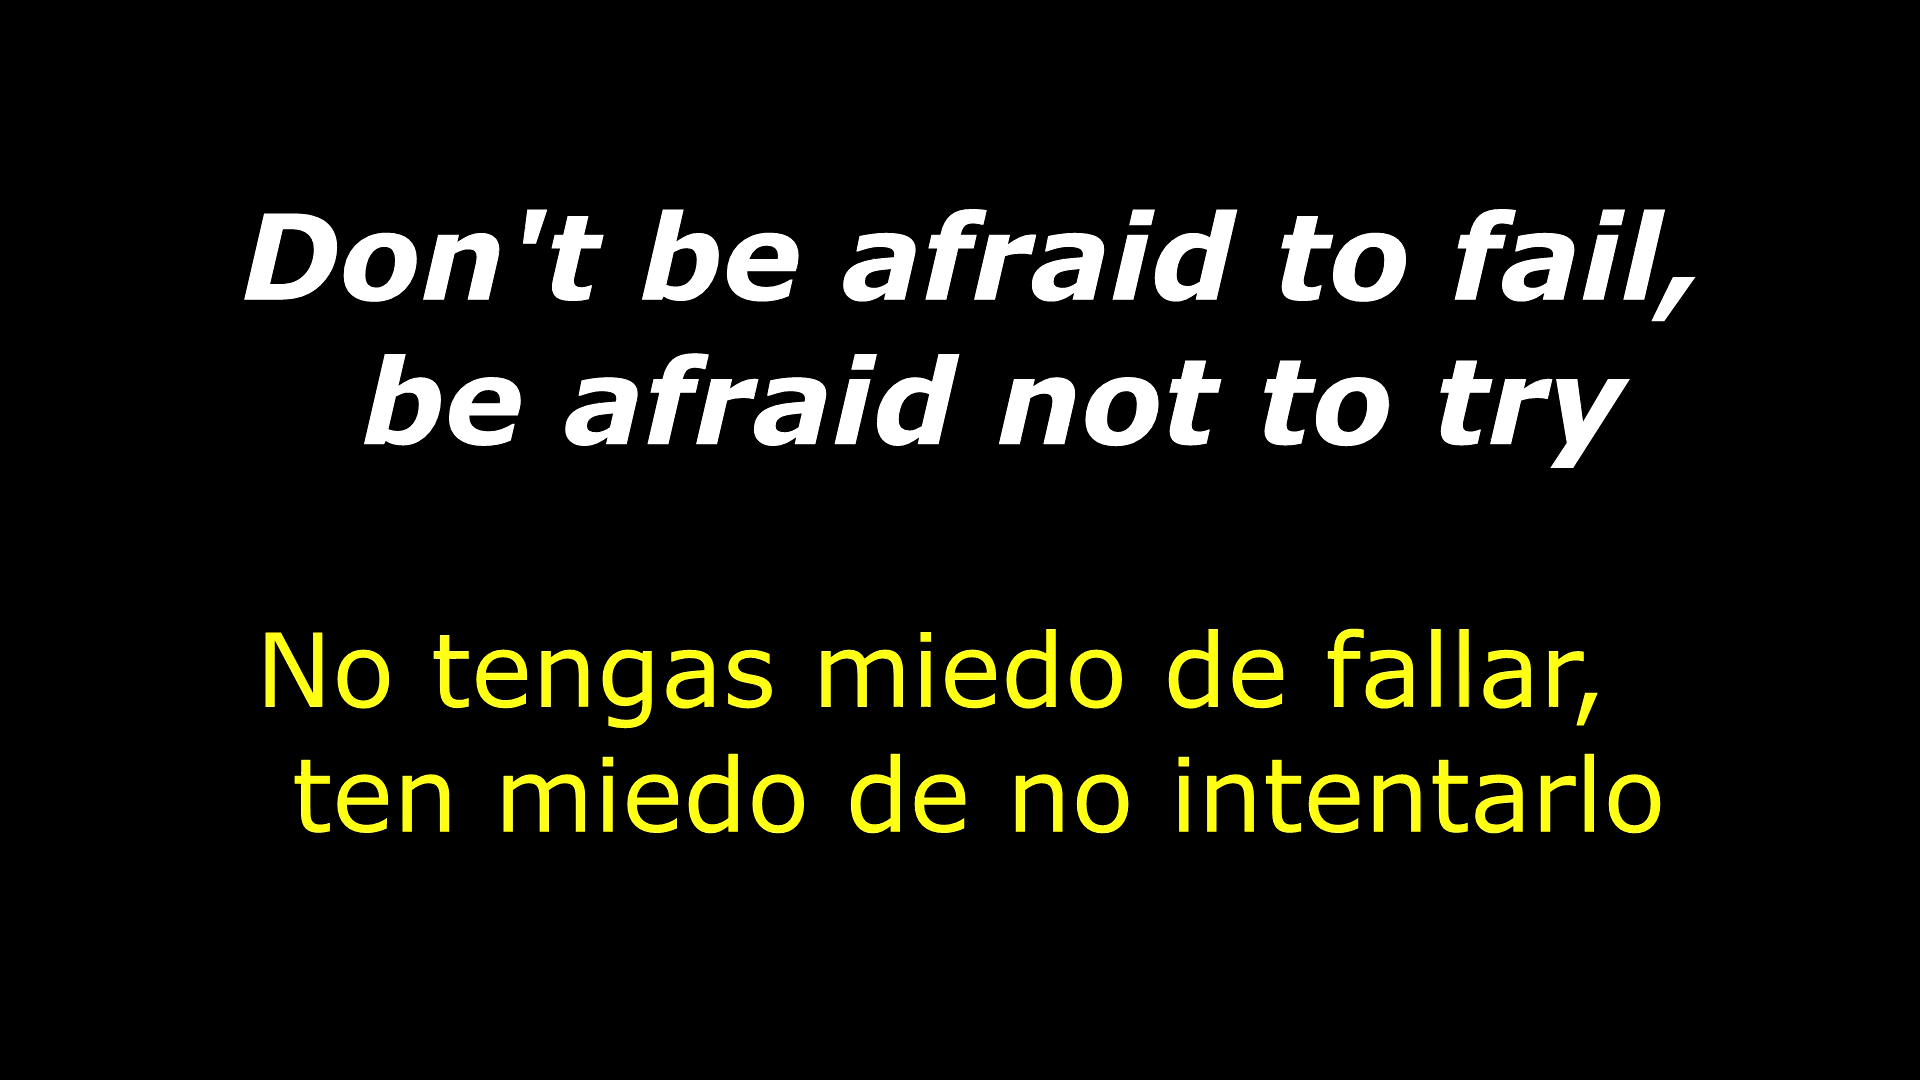 Don't be afraid to fail,
be afraid not to try
No tengas miedo de fallar,
ten miedo de no intentarlo